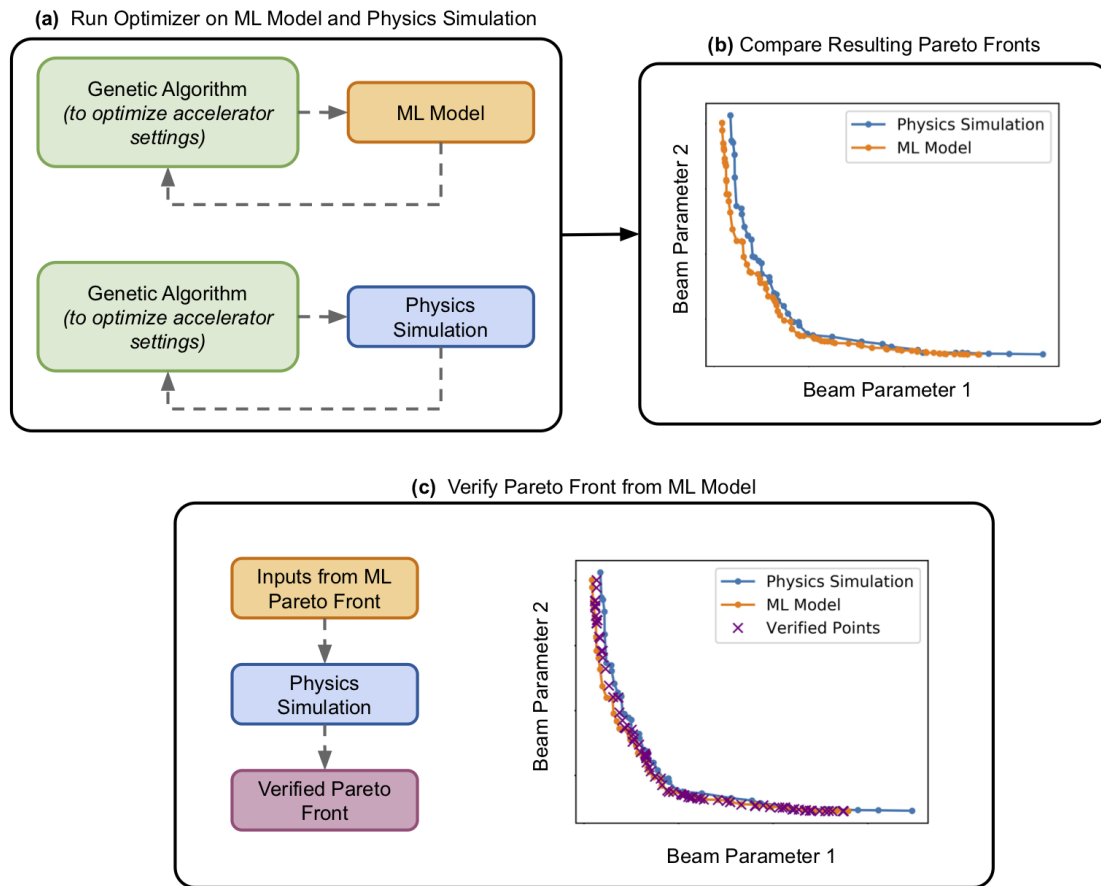 (a) Run Optimizer on ML Model and Physics Simulation
Genetic Algorithm
(to optimize accelerator
settings)
ML Model
Genetic Algorithm
(to optimize accelerator
settings)
Physics
Simulation
(b) Compare Resulting Pareto Fronts
Physics Simulation
ML Model
Beam Parameter 2
Beam Parameter 1
(c) Verify Pareto Front from ML Model
Inputs from ML
Pareto Front
Physics
Simulation
Verified Pareto
Front
Physics Simulation
ML Model
Verified Points
Beam Parameter 2
Beam Parameter 1